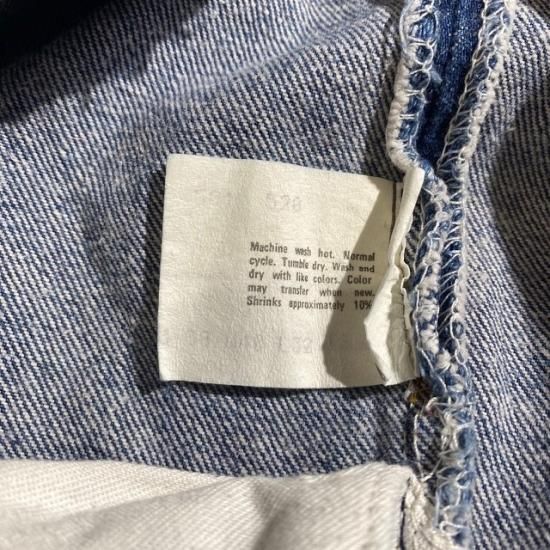 528
Machine wash hot. Normal
cycle. Tumble dry. Wash and
dry with like colors. Color
may transfer when new.
Shrinks approximately 10%
L32